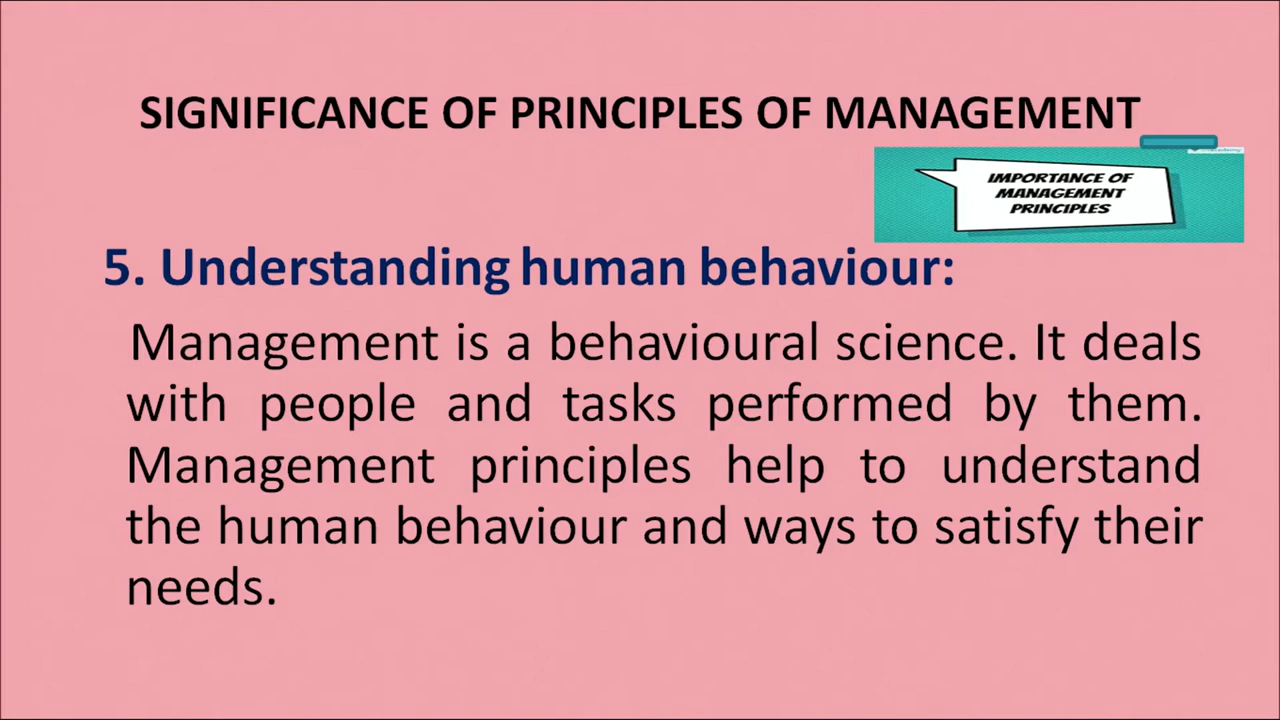 SIGNIFICANCE OF PRINCIPLES OF MANAGEMENT
IMPORTANCE OF
MANAGEMENT
PRINCIPLES
5. Understanding human behaviour:
Management is a behavioural science. It deals
with people and tasks performed by them.
Management principles help to understand
the human behaviour and ways to satisfy their
needs.